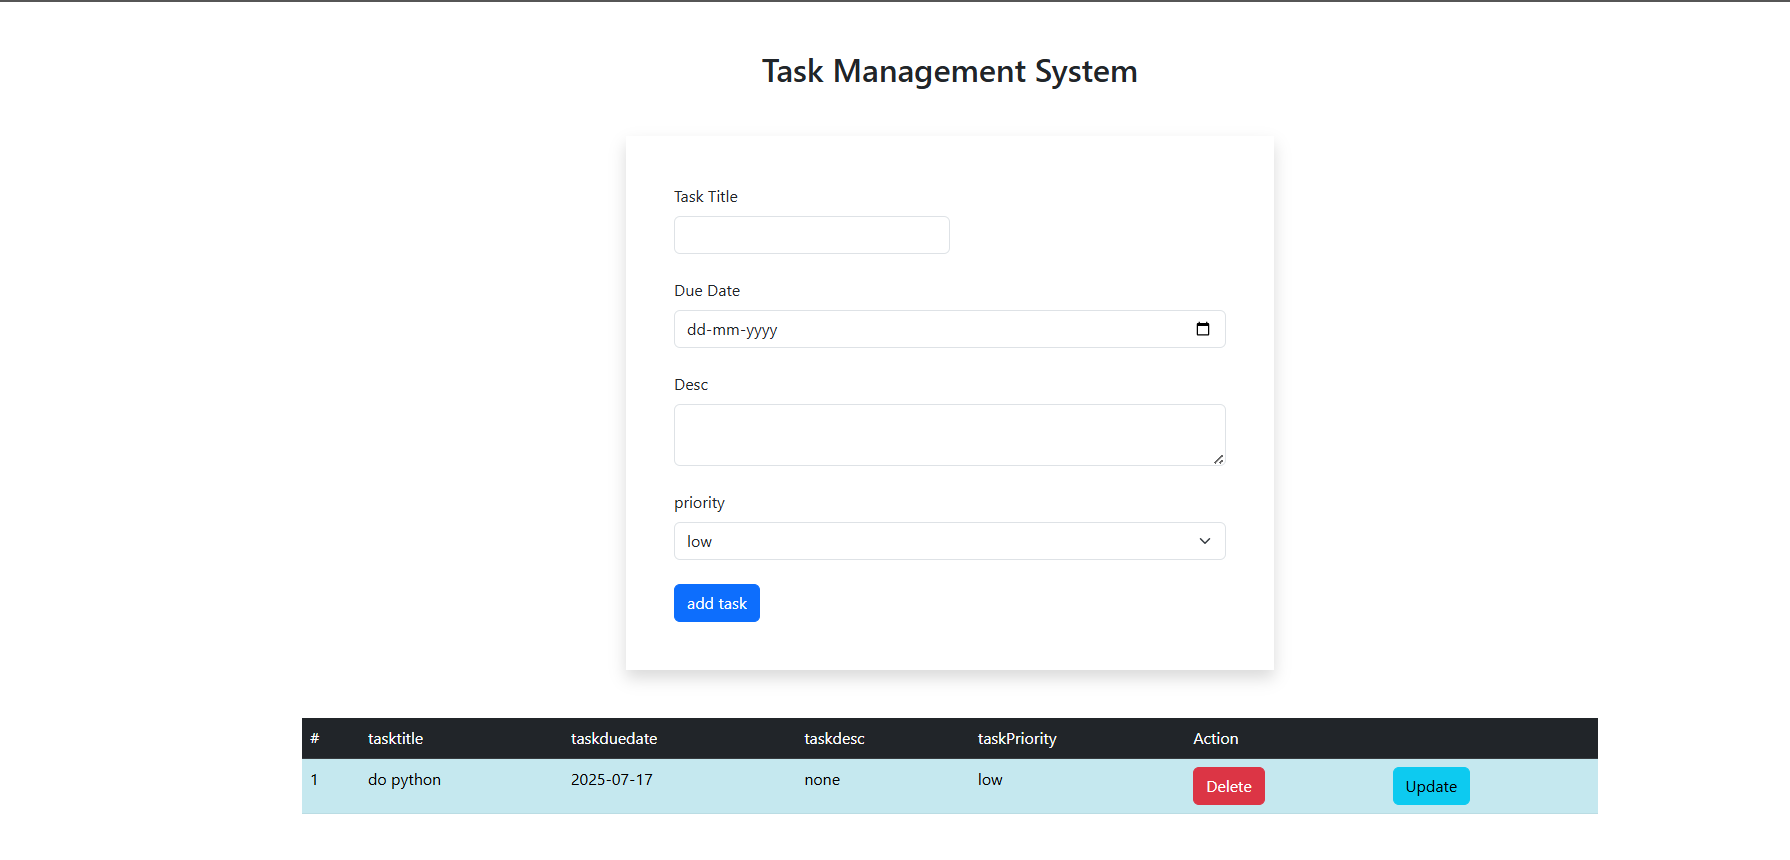 Task Management System
Task Title
Due Date
dd-mm-yyyy
Desc
priority
low
add task
# tasktitle taskduedate taskdesc taskPriority Action
1 do python 2025-07-17 none low Delete Update